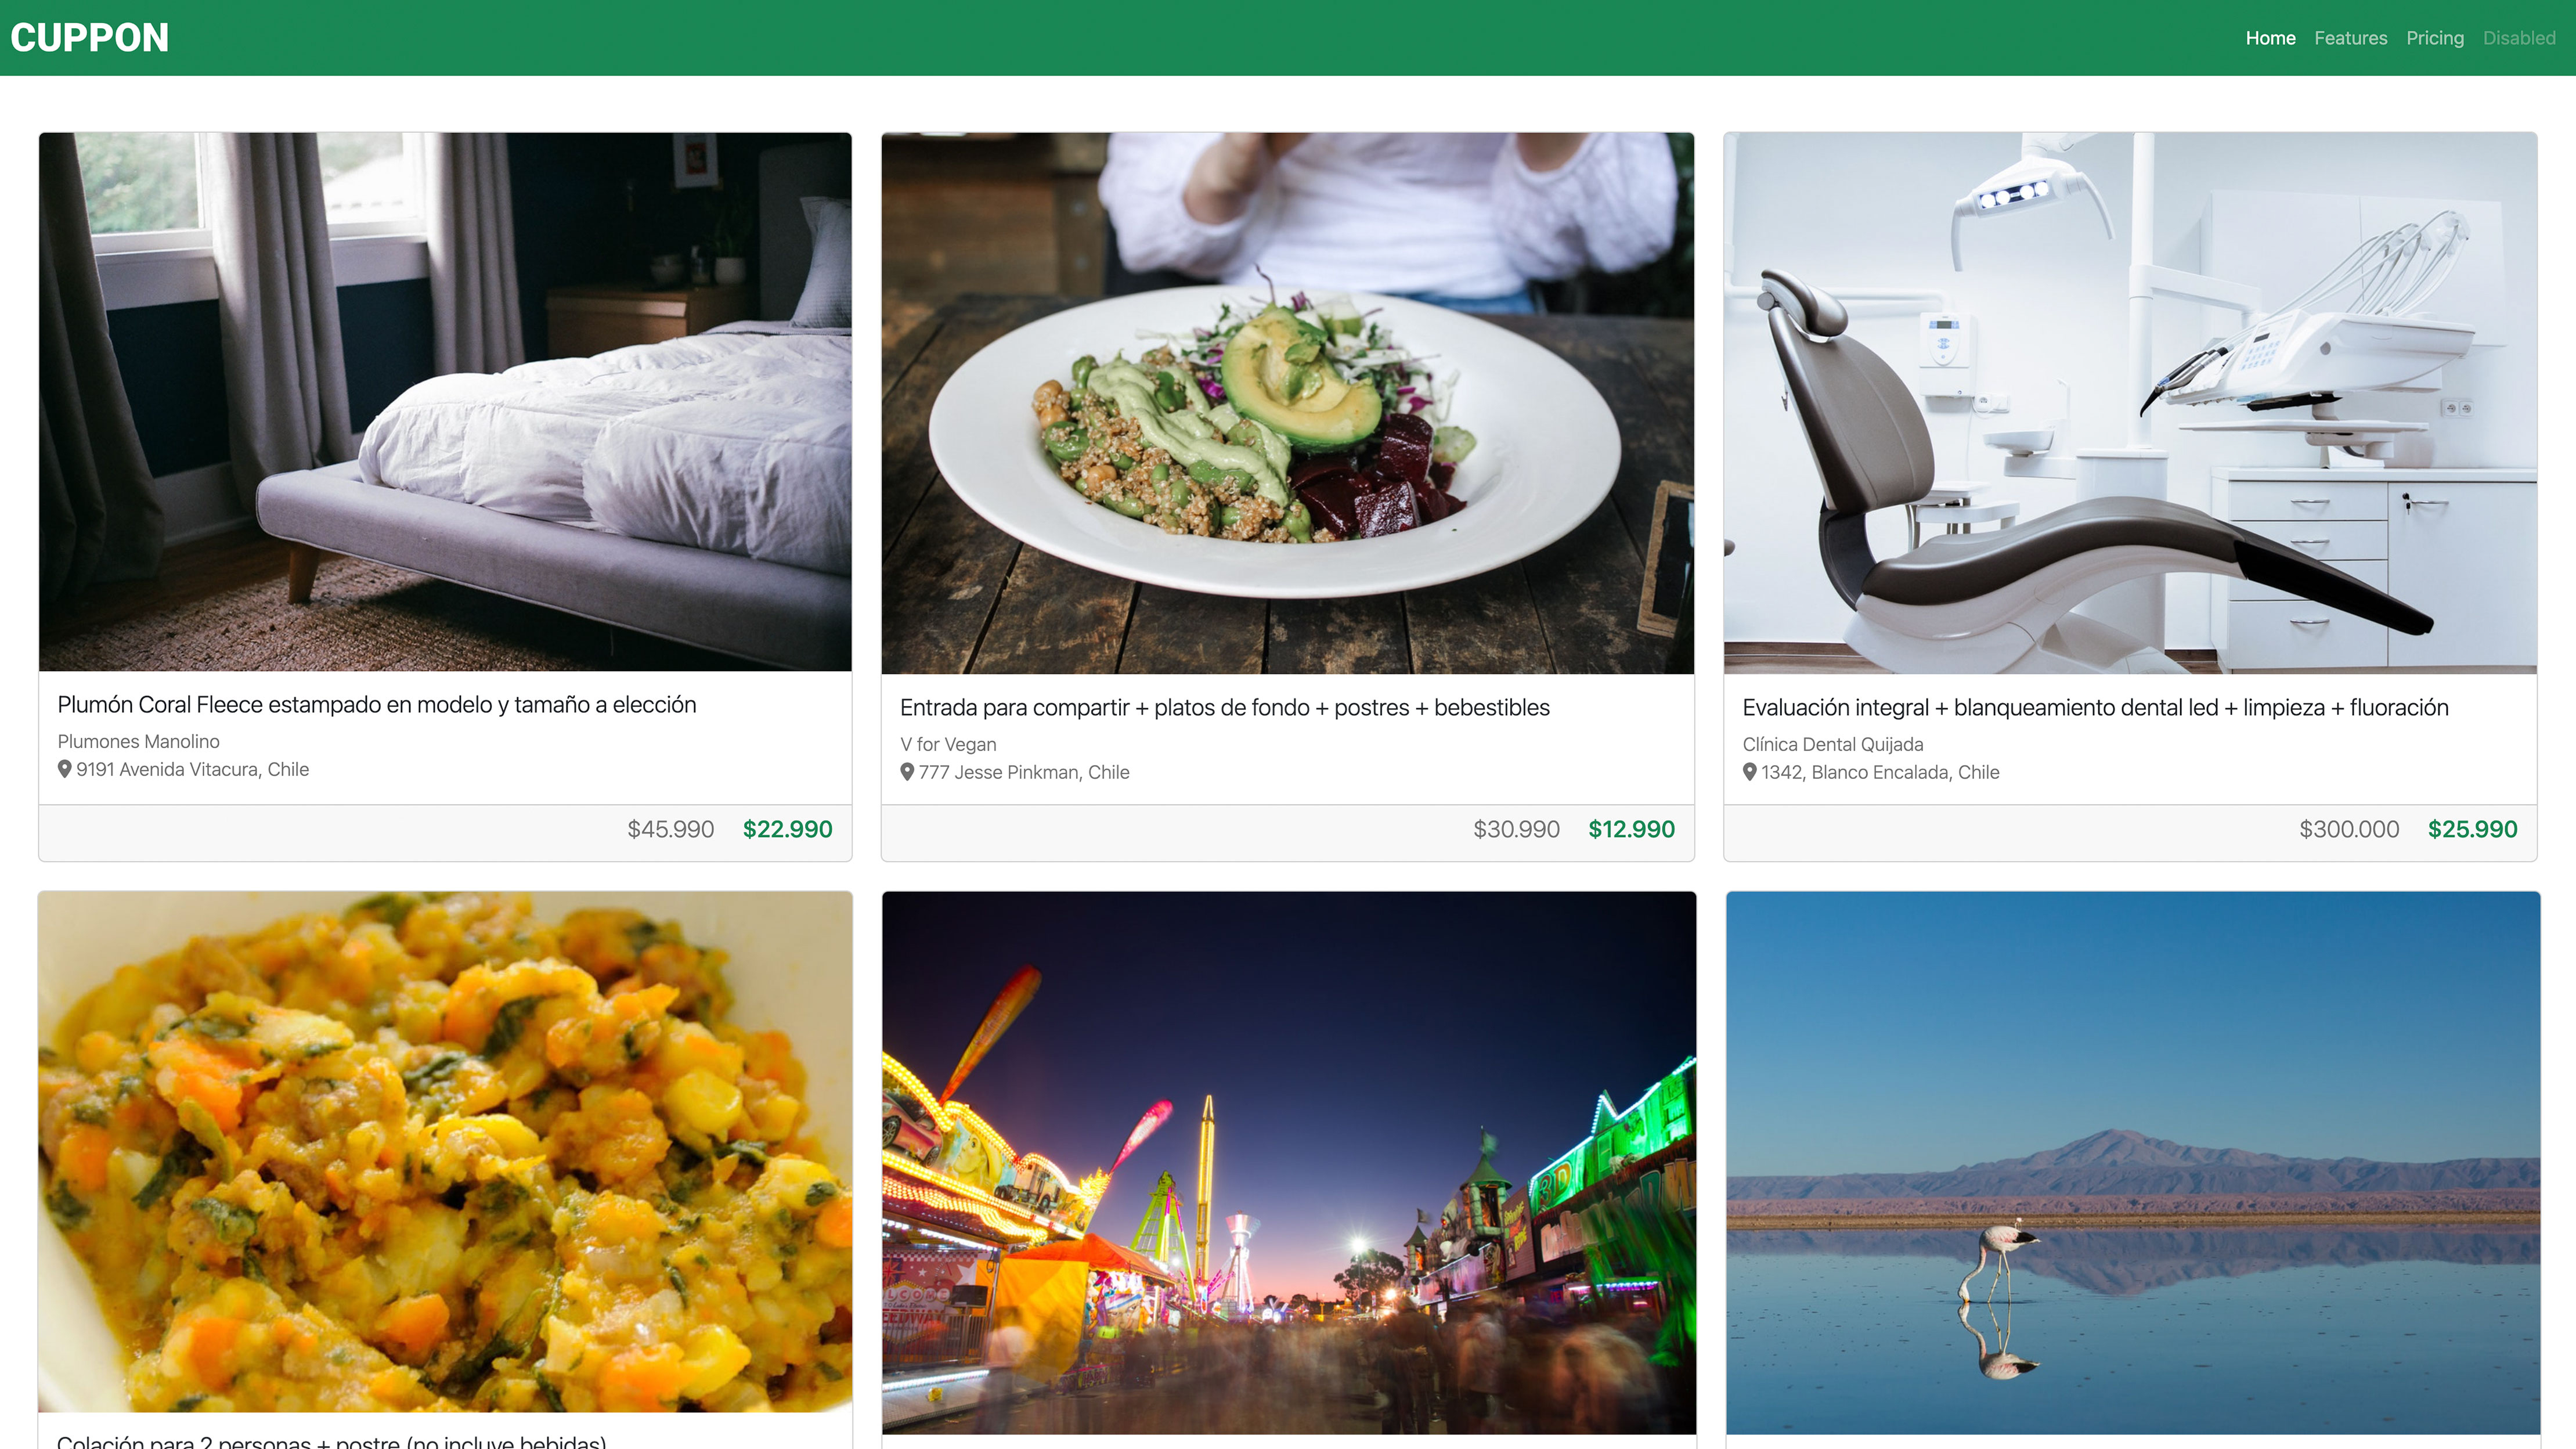 CUPPON
Home Features Pricing Disabled
Plumón Coral Fleece estampado en modelo y tamaño a elección
Plumones Manolino
9191 Avenida Vitacura, Chile
$45.990 $22.990
Entrada para compartir + platos de fondo + postres + bebestibles
V for Vegan
777 Jesse Pinkman, Chile
$30.990 $12.990
Evaluación integral + blanqueamiento dental led + limpieza + fluoración
Clínica Dental Quijada
1342, Blanco Encalada, Chile
$300.000 $25.990
3D
Colación para 2 personas + postre (no incluye bebidas)